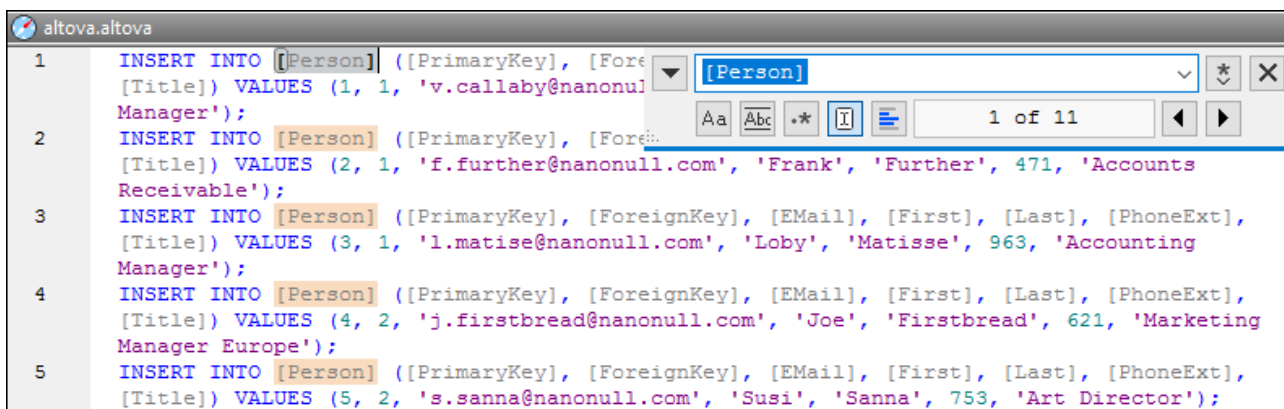 altova.altova
1 INSERT INTO [Person] ([PrimaryKey], [Fore
[Title]) VALUES (1, 1, 'v.callaby@nanonul
Manager');
[Person]
Aa Abc .* 1 of 11
2 INSERT INTO [Person] ([PrimaryKey], [Fore
[Title]) VALUES (2, 1, 'f.further@nanonull.com', 'Frank', 'Further', 471, 'Accounts
Receivable');
3 INSERT INTO [Person] ([PrimaryKey], [ForeignKey], [EMail], [First], [Last], [PhoneExt],
[Title]) VALUES (3, 1, 'l.matise@nanonull.com', 'Loby', 'Matisse', 963, 'Accounting
Manager');
4 INSERT INTO [Person] ([PrimaryKey], [ForeignKey], [EMail], [First], [Last], [PhoneExt],
[Title]) VALUES (4, 2, 'j.firstbread@nanonull.com', 'Joe', 'Firstbread', 621, 'Marketing
Manager Europe');
5 INSERT INTO [Person] ([PrimaryKey], [ForeignKey], [EMail], [First], [Last], [PhoneExt],
[Title]) VALUES (5, 2, 's.sanna@nanonull.com', 'Susi', 'Sanna', 753, 'Art Director');